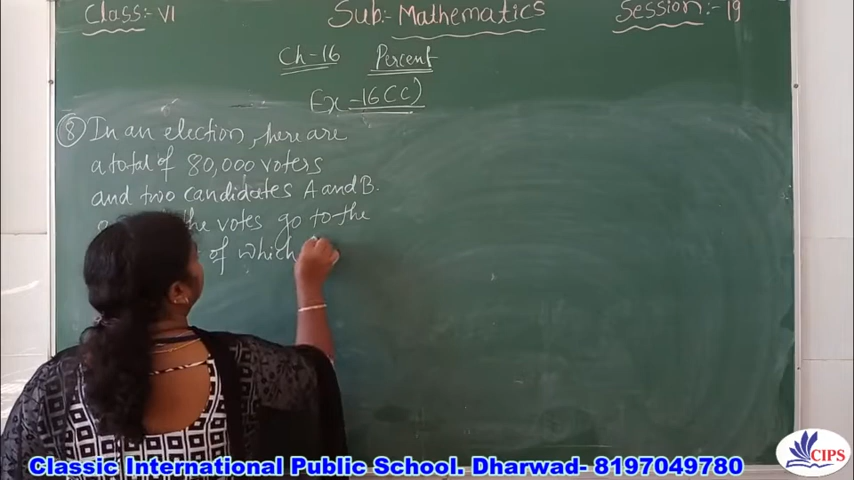 Class:- VI Sub:- Mathematics Session:- 19
Ch-16 Percent
Ex-16(C)
8 In an election, there are
a total of 80,000 voters
and two candidates A and B.
the votes go to the
of which
Classic International Public School. Dharwad- 8197049780
CIPS